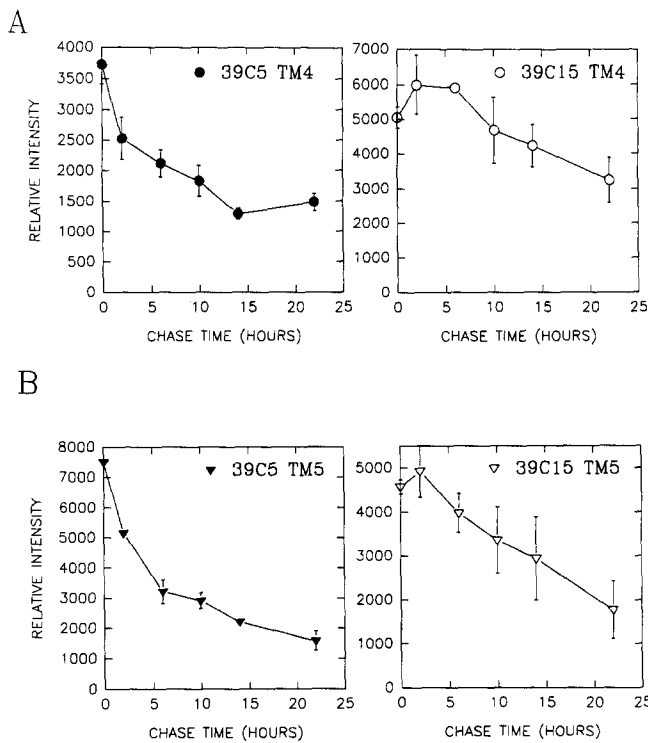 A
4000
3500
3000
2500
2000
1500
1000
500
0
RELATIVE INTENSITY
39C5 TM4
0 5 10 15 20 25
CHASE TIME (HOURS)
7000
6000
5000
4000
3000
2000
1000
0
39C15 TM4
0 5 10 15 20 25
CHASE TIME (HOURS)
B
8000
7000
6000
5000
4000
3000
2000
1000
0
RELATIVE INTENSITY
39C5 TM5
0 5 10 15 20 25
CHASE TIME (HOURS)
5000
4000
3000
2000
1000
0
39C15 TM5
0 5 10 15 20 25
CHASE TIME (HOURS)